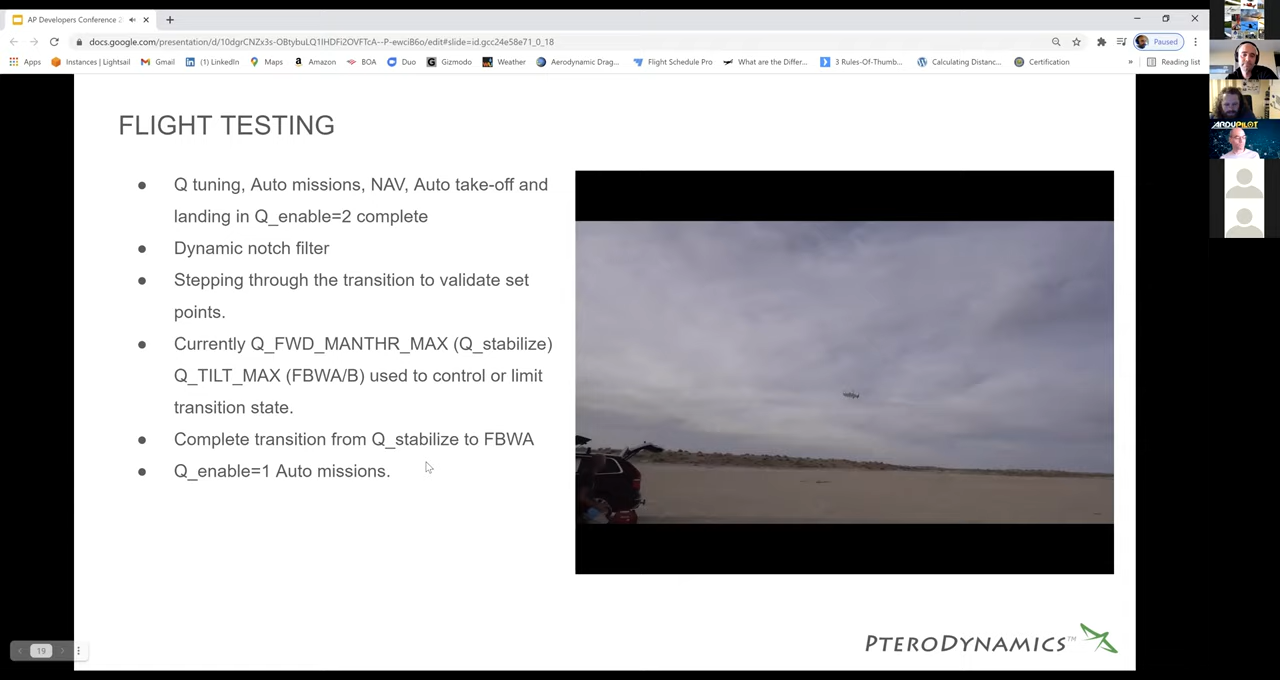 AP Developers Conference 2
docs.google.com/presentation/d/10dgrCNZx3s-OBtybuLQ1IHDFi2OVFTcA--P-ewciB6o/edit#slide=id.gcc24e58e71_0_18
Paused
Apps
Instances | Lightsail
Gmail
(1) LinkedIn
Maps
Amazon
BOA
Duo
Gizmodo
Weather
Aerodynamic Drag...
Flight Schedule Pro
What are the Differ...
3 Rules-Of-Thumb...
Calculating Distanc...
Certification
»
Reading list
ARDUPILOT
FLIGHT TESTING
● Q tuning, Auto missions, NAV, Auto take-off and
landing in Q_enable=2 complete
● Dynamic notch filter
● Stepping through the transition to validate set
points.
● Currently Q_FWD_MANTHR_MAX (Q_stabilize)
Q_TILT_MAX (FBWA/B) used to control or limit
transition state.
● Complete transition from Q_stabilize to FBWA
● Q_enable=1 Auto missions.
19
PTERODYNAMICS™